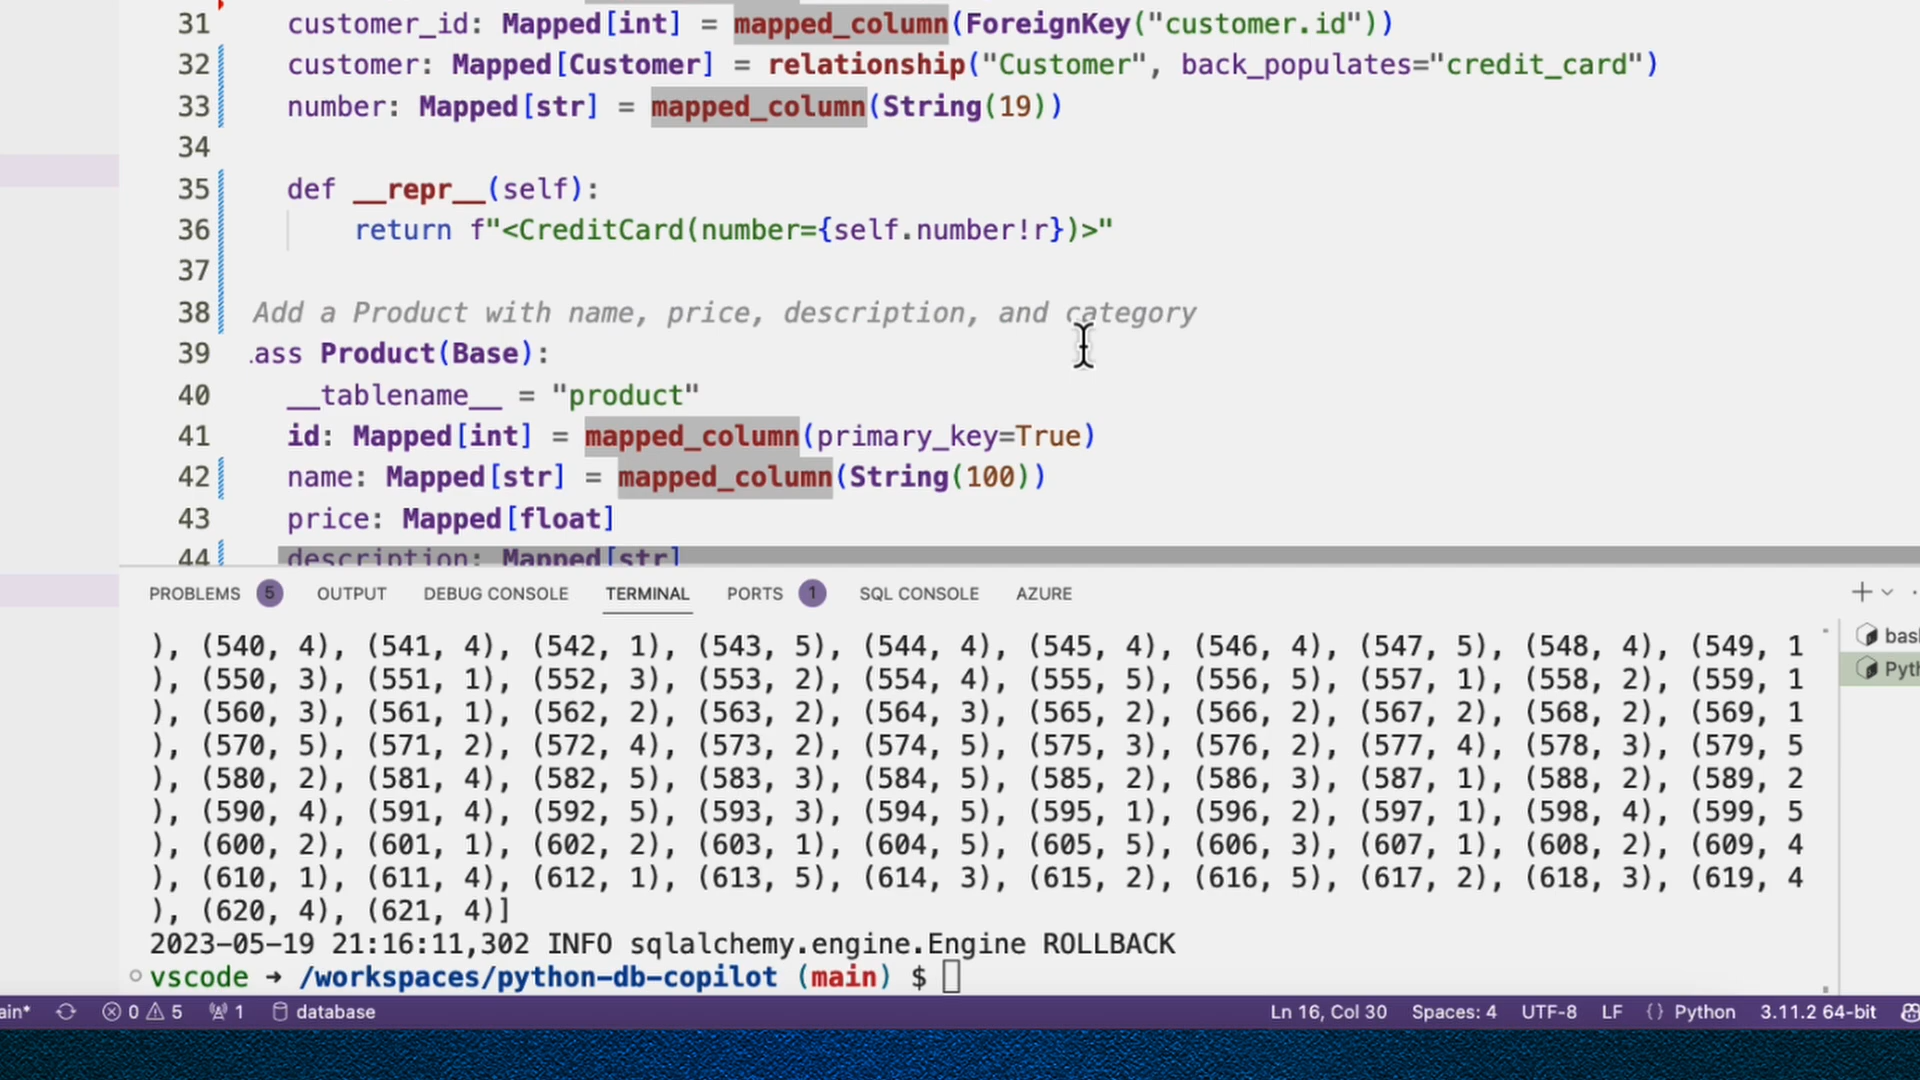 31 customer_id: Mapped[int] = mapped_column(ForeignKey("customer.id"))
32 customer: Mapped[Customer] = relationship("Customer", back_populates="credit_card")
33 number: Mapped[str] = mapped_column(String(19))
34
35 def __repr__(self):
36 return f"<CreditCard(number={self.number!r})>"
37
38 Add a Product with name, price, description, and category
39 ass Product(Base):
40 __tablename__ = "product"
41 id: Mapped[int] = mapped_column(primary_key=True)
42 name: Mapped[str] = mapped_column(String(100))
43 price: Mapped[float]
44 description: Mapped[str]
PROBLEMS 5 OUTPUT DEBUG CONSOLE TERMINAL PORTS 1 SQL CONSOLE AZURE
), (540, 4), (541, 4), (542, 1), (543, 5), (544, 4), (545, 4), (546, 4), (547, 5), (548, 4), (549, 1
), (550, 3), (551, 1), (552, 3), (553, 2), (554, 4), (555, 5), (556, 5), (557, 1), (558, 2), (559, 1
), (560, 3), (561, 1), (562, 2), (563, 2), (564, 3), (565, 2), (566, 2), (567, 2), (568, 2), (569, 1
), (570, 5), (571, 2), (572, 4), (573, 2), (574, 5), (575, 3), (576, 2), (577, 4), (578, 3), (579, 5
), (580, 2), (581, 4), (582, 5), (583, 3), (584, 5), (585, 2), (586, 3), (587, 1), (588, 2), (589, 2
), (590, 4), (591, 4), (592, 5), (593, 3), (594, 5), (595, 1), (596, 2), (597, 1), (598, 4), (599, 5
), (600, 2), (601, 1), (602, 2), (603, 1), (604, 5), (605, 5), (606, 3), (607, 1), (608, 2), (609, 4
), (610, 1), (611, 4), (612, 1), (613, 5), (614, 3), (615, 2), (616, 5), (617, 2), (618, 3), (619, 4
), (620, 4), (621, 4)]
2023-05-19 21:16:11,302 INFO sqlalchemy.engine.Engine ROLLBACK
vscode → /workspaces/python-db-copilot (main) $
bas
Pyth
ain* 0 5 1 database Ln 16, Col 30 Spaces: 4 UTF-8 LF {} Python 3.11.2 64-bit